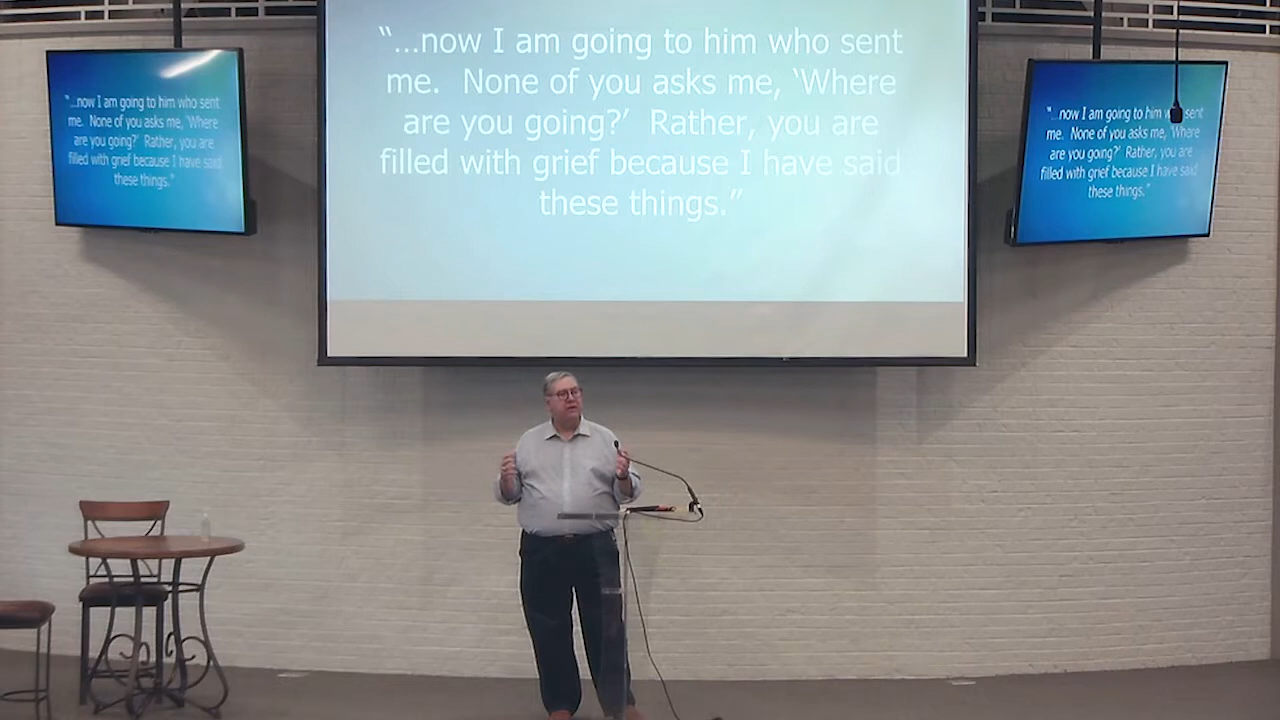 “...now I am going to him who sent
me. None of you asks me, ‘Where
are you going?’ Rather, you are
filled with grief because I have said
these things.”
“...now I am going to him who sent
me. None of you asks me, ‘Where
are you going?’ Rather, you are
filled with grief because I have said
these things.”
“...now I am going to him who sent
me. None of you asks me, ‘Where
are you going?’ Rather, you are
filled with grief because I have said
these things.”